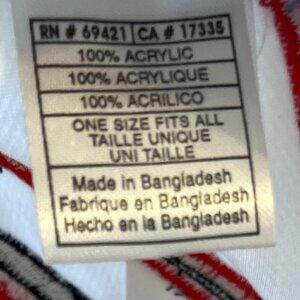 RN # 69421 CA # 17335
100% ACRYLIC
100% ACRYLIQUE
100% ACRILICO
ONE SIZE FITS ALL
TAILLE UNIQUE
UNI TAILLE
Made in Bangladesh
Fabrique en Bangladesh
Hecho en la Bangladesh